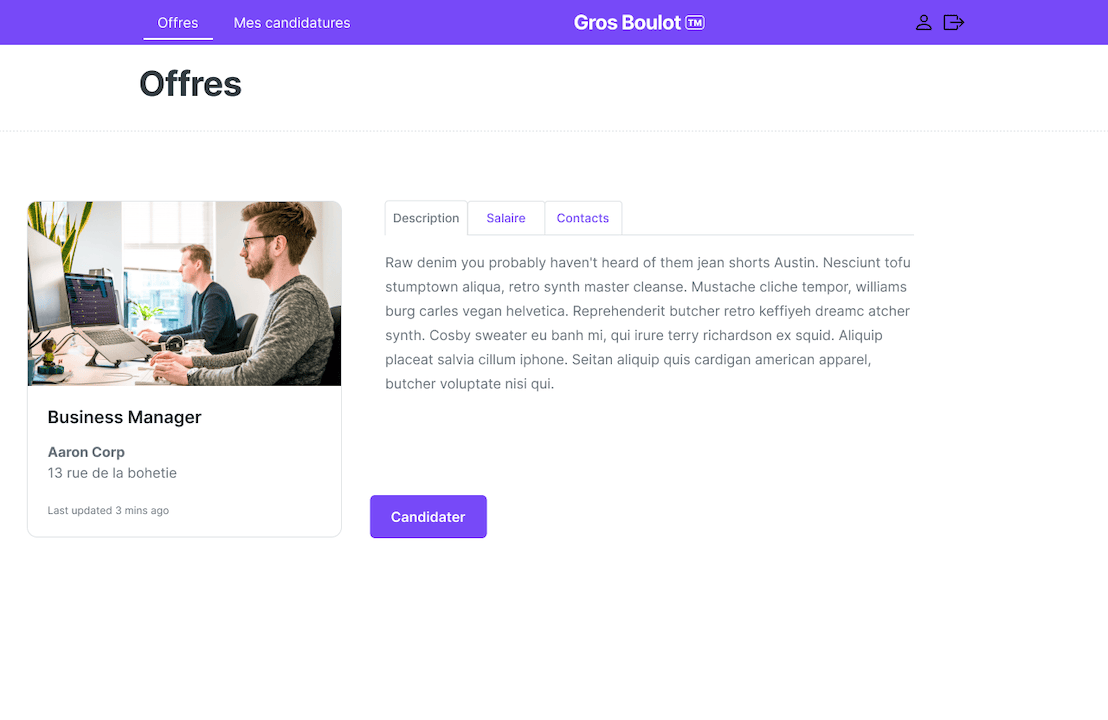 Offres
Mes candidatures
Gros Boulot TM
Offres
Business Manager
Aaron Corp
13 rue de la bohetie
Last updated 3 mins ago
Description
Salaire
Contacts
Raw denim you probably haven't heard of them jean shorts Austin. Nesciunt tofu
stumptown aliqua, retro synth master cleanse. Mustache cliche tempor, williams
burg carles vegan helvetica. Reprehenderit butcher retro keffiyeh dreamc atcher
synth. Cosby sweater eu banh mi, qui irure terry richardson ex squid. Aliquip
placeat salvia cillum iphone. Seitan aliquip quis cardigan american apparel,
butcher voluptate nisi qui.
Candidater